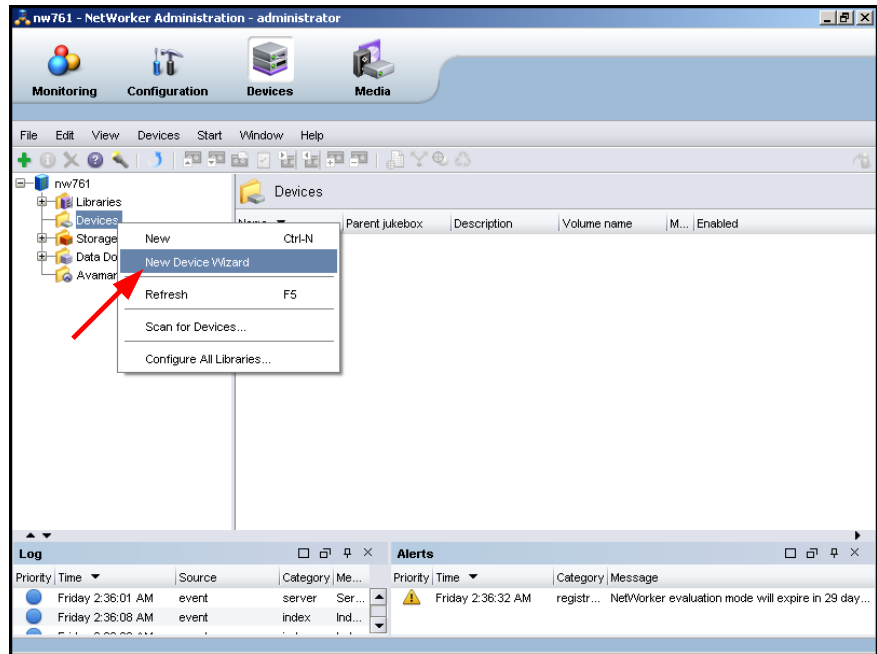 nw761 - NetWorker Administration - administrator
Monitoring Configuration Devices Media
File Edit View Devices Start Window Help
nw761
Libraries
Devices
Storage
Data Do
Avamar
Devices
Name Parent jukebox Description Volume name M... Enabled
New Ctrl-N
New Device Wizard
Refresh F5
Scan for Devices...
Configure All Libraries...
Log
Priority Time Source Category Me...
Friday 2:36:01 AM event server Ser...
Friday 2:36:08 AM event index Ind...
Alerts
Priority Time Category Message
Friday 2:36:32 AM registr... NetWorker evaluation mode will expire in 29 day...